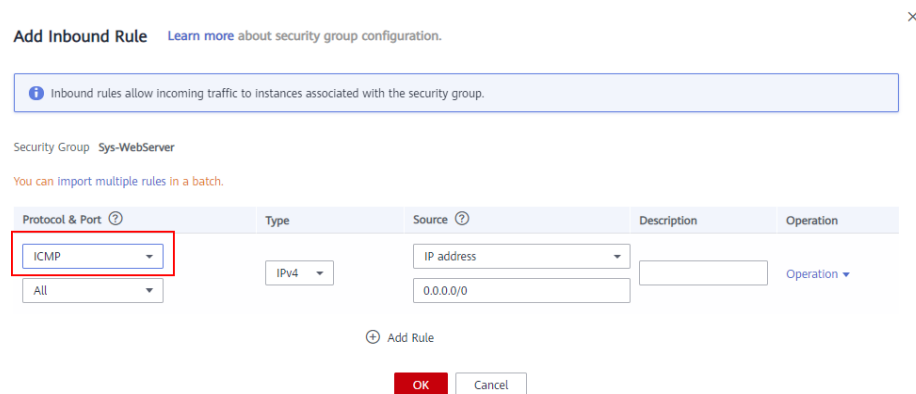 Add Inbound Rule Learn more about security group configuration.
Inbound rules allow incoming traffic to instances associated with the security group.
Security Group Sys-WebServer
You can import multiple rules in a batch.
Protocol & Port Type Source Description Operation
ICMP IP address
IPv4 Operation
All 0.0.0.0/0
Add Rule
OK Cancel